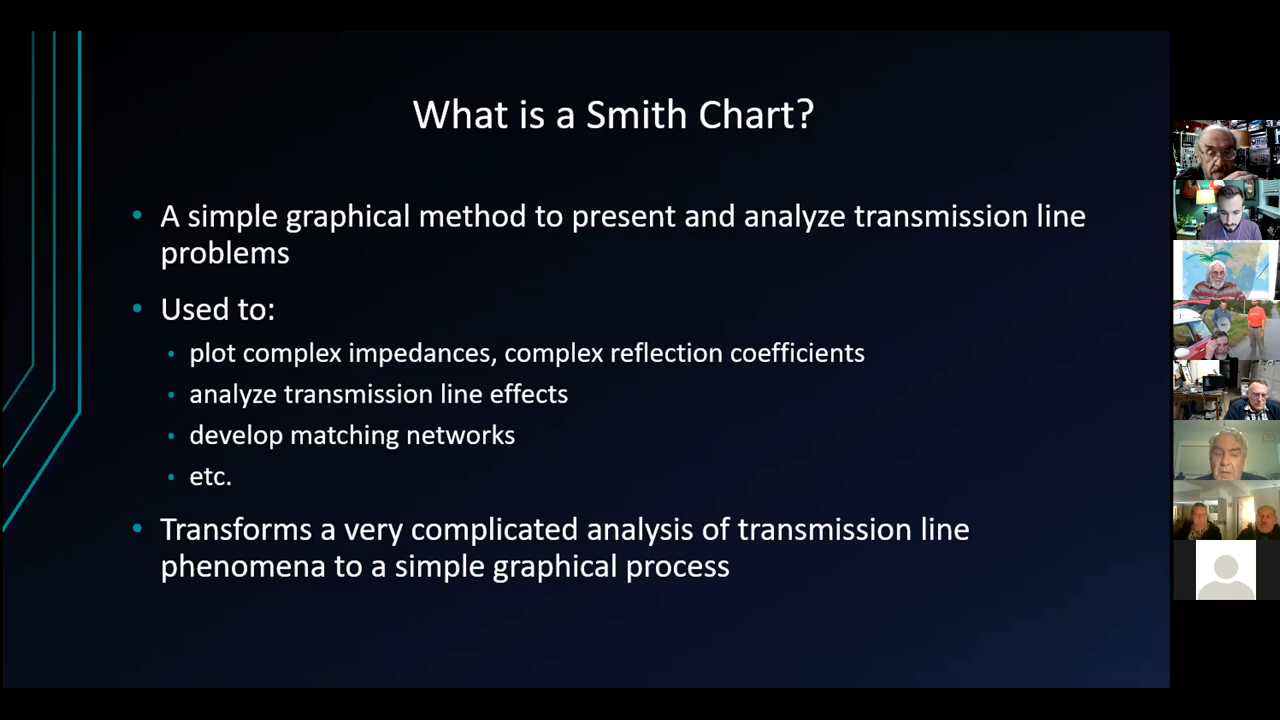 What is a Smith Chart?
• A simple graphical method to present and analyze transmission line
problems
• Used to:
• plot complex impedances, complex reflection coefficients
• analyze transmission line effects
• develop matching networks
• etc.
• Transforms a very complicated analysis of transmission line
phenomena to a simple graphical process